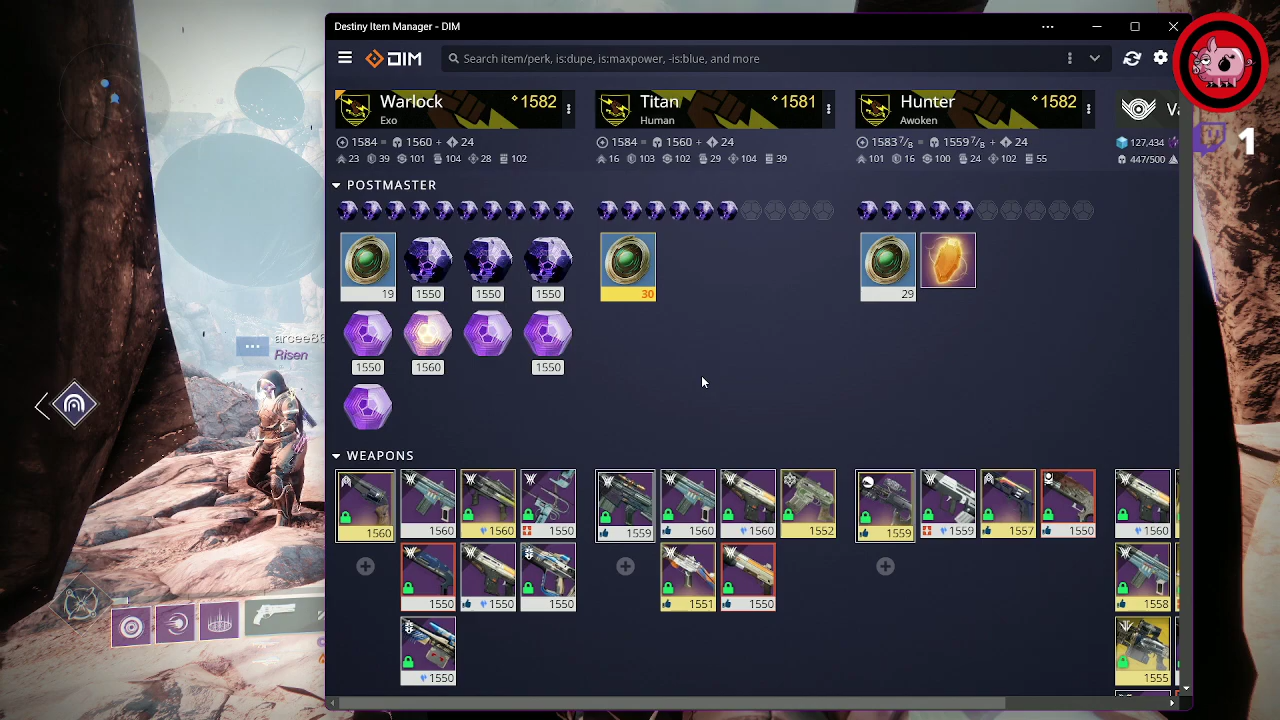 Destiny Item Manager - DIM
DIM
Search item/perk, is:dupe, is:maxpower, -is:blue, and more
Warlock
Exo
1582
Titan
Human
1581
Hunter
Awoken
1582
Va
1584 = 1560 + 24
1584 = 1560 + 24
1583 7/8 = 1559 7/8 + 24
127,434
23 39 101 104 28 102
16 103 102 29 104 39
101 16 100 24 102 55
447/500
1
POSTMASTER
19 1550 1550 1550
30
29
1550 1560 1550
arcee86
Risen
WEAPONS
1560 1560 1560 1550
1559 1560 1560 1552
1559 1559 1557 1550
1560
1550 1550 1550
1551 1550
1558
1550
1555